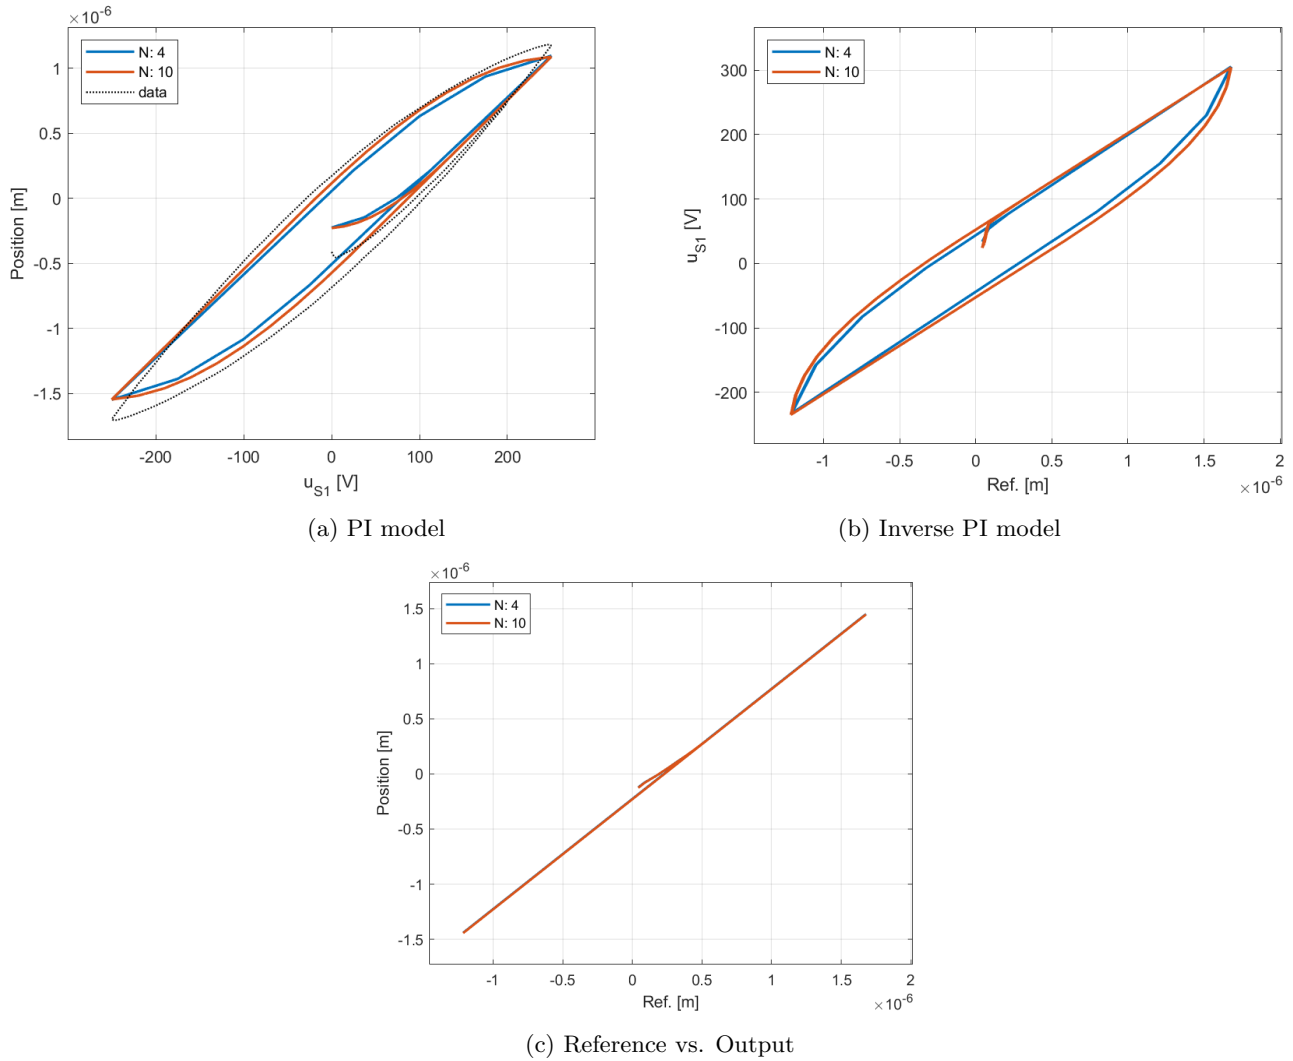 ×10⁻⁶
N: 4
N: 10
data
1
0.5
0
-0.5
-1
-1.5
Position [m]
-200 -100 0 100 200
u_S1 [V]
(a) PI model
N: 4
N: 10
300
200
100
0
-100
-200
u_S1 [V]
-1 -0.5 0 0.5 1 1.5 2
Ref. [m]
×10⁻⁶
(b) Inverse PI model
×10⁻⁶
N: 4
N: 10
1.5
1
0.5
0
-0.5
-1
-1.5
Position [m]
-1 -0.5 0 0.5 1 1.5 2
Ref. [m]
×10⁻⁶
(c) Reference vs. Output